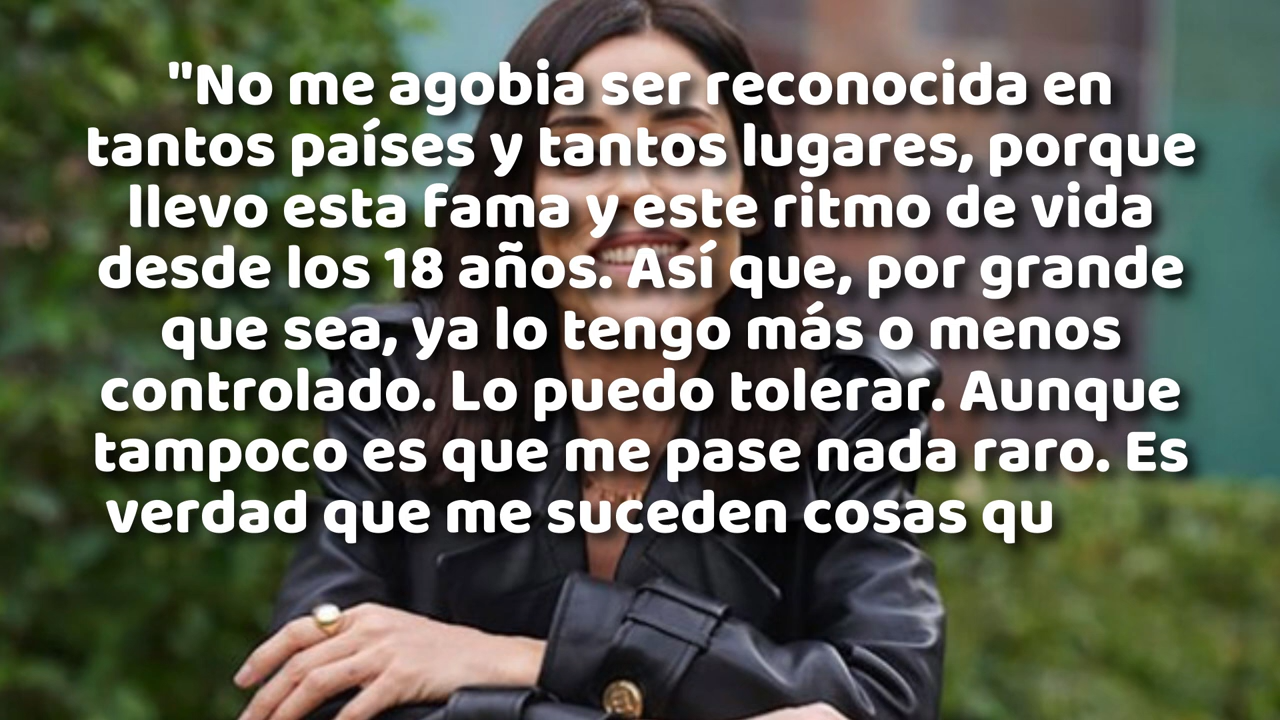 "No me agobia ser reconocida en
tantos países y tantos lugares, porque
llevo esta fama y este ritmo de vida
desde los 18 años. Así que, por grande
que sea, ya lo tengo más o menos
controlado. Lo puedo tolerar. Aunque
tampoco es que me pase nada raro. Es
verdad que me suceden cosas qu